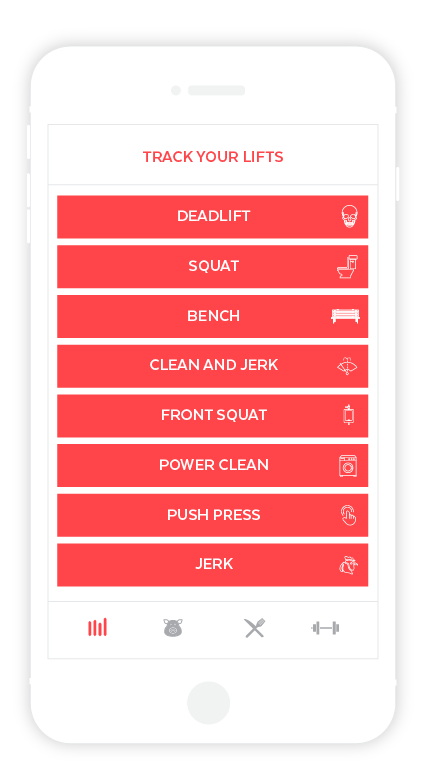 TRACK YOUR LIFTS
DEADLIFT
SQUAT
BENCH
CLEAN AND JERK
FRONT SQUAT
POWER CLEAN
PUSH PRESS
JERK